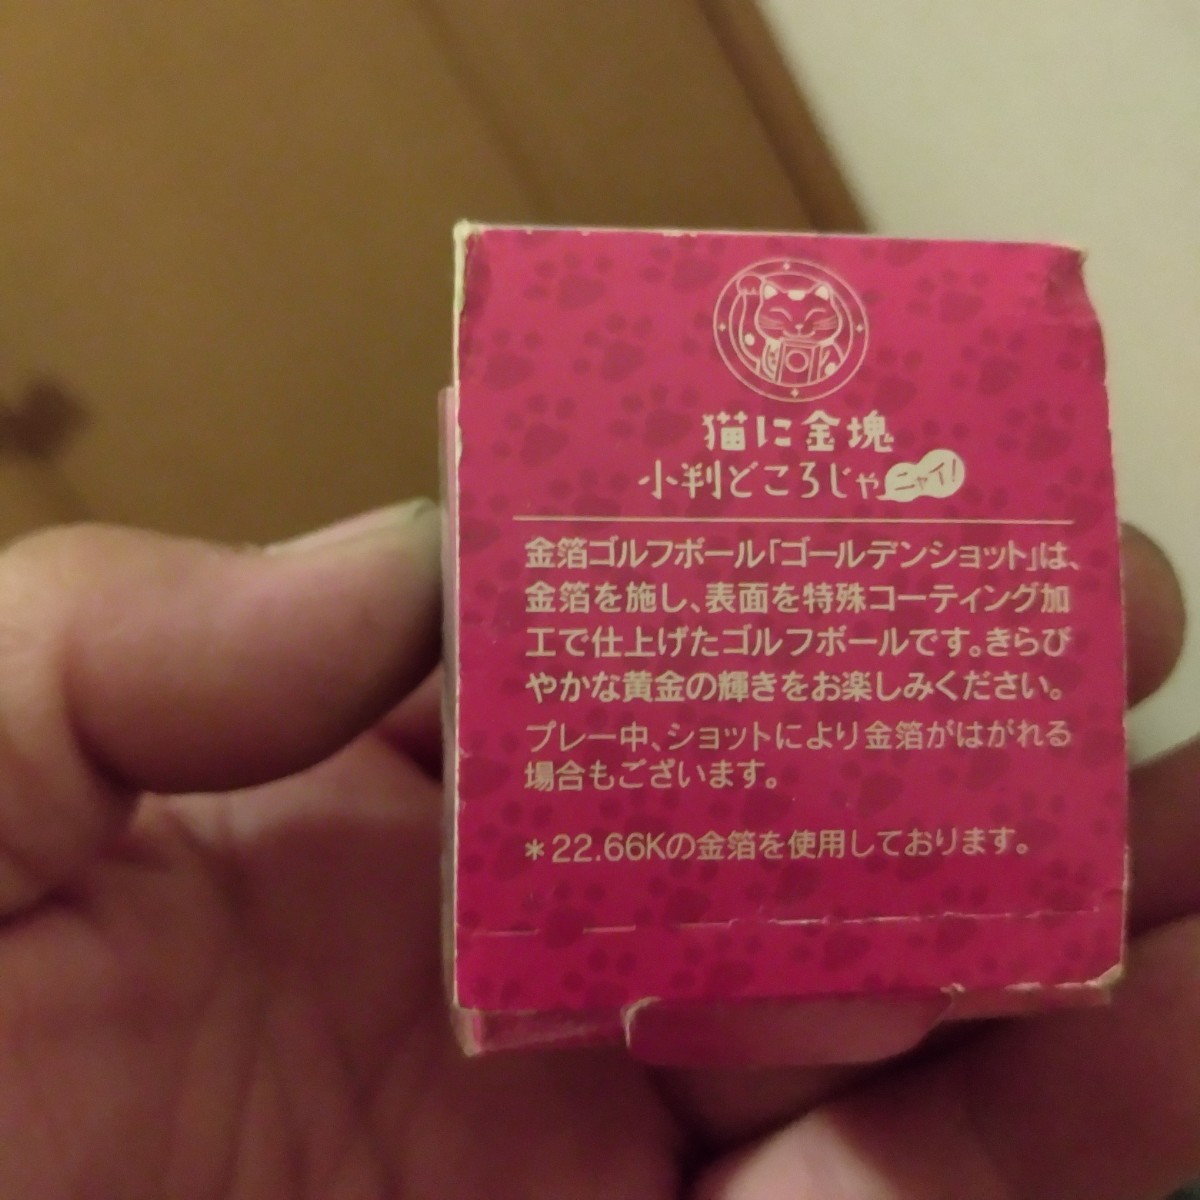 猫に金塊
小判どころじゃニャイ!
金箔ゴルフボール「ゴールデンショット」は、
金箔を施し、表面を特殊コーティング加
工で仕上げたゴルフボールです。きらび
やかな黄金の輝きをお楽しみください。
プレー中、ショットにより金箔がはがれる
場合もございます。
*22.66Kの金箔を使用しております。